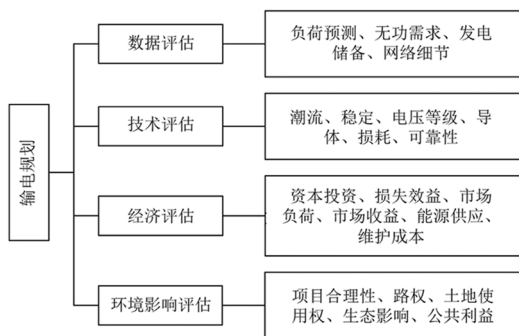 输电规划
数据评估
负荷预测、无功需求、发电
储备、网络细节
技术评估
潮流、稳定、电压等级、导
体、损耗、可靠性
经济评估
资本投资、损失效益、市场
负荷、市场收益、能源供应、
维护成本
环境影响评估
项目合理性、路权、土地使
用权、生态影响、公共利益